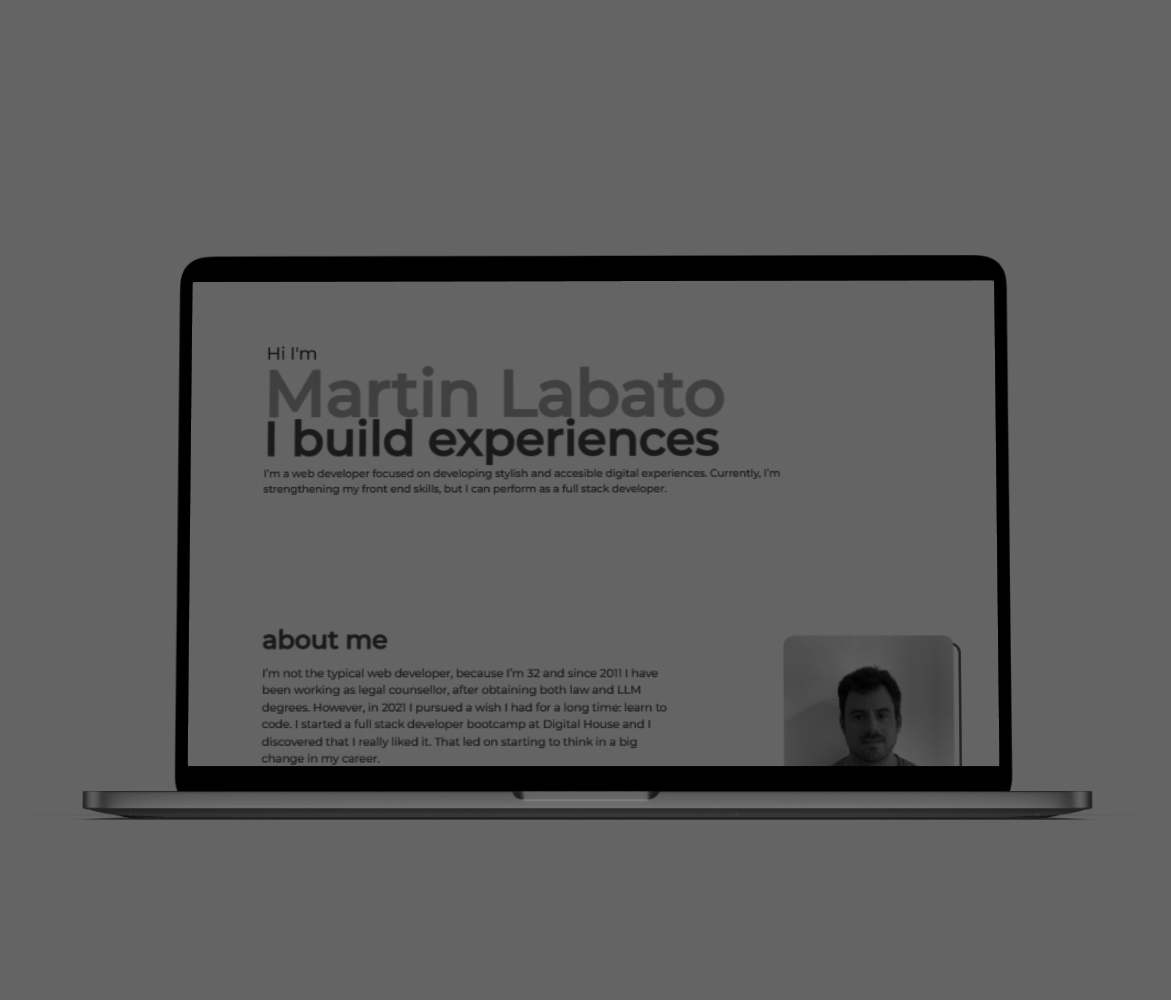 Hi I'm
Martin Labato
I build experiences
I'm a web developer focused on developing stylish and accesible digital experiences. Currently, I'm
strengthening my front end skills, but I can perform as a full stack developer.
about me
I'm not the typical web developer, because I'm 32 and since 2011 I have
been working as legal counsellor, after obtaining both law and LLM
degrees. However, in 2021 I pursued a wish I had for a long time: learn to
code. I started a full stack developer bootcamp at Digital House and I
discovered that I really liked it. That led on starting to think in a big
change in my career.